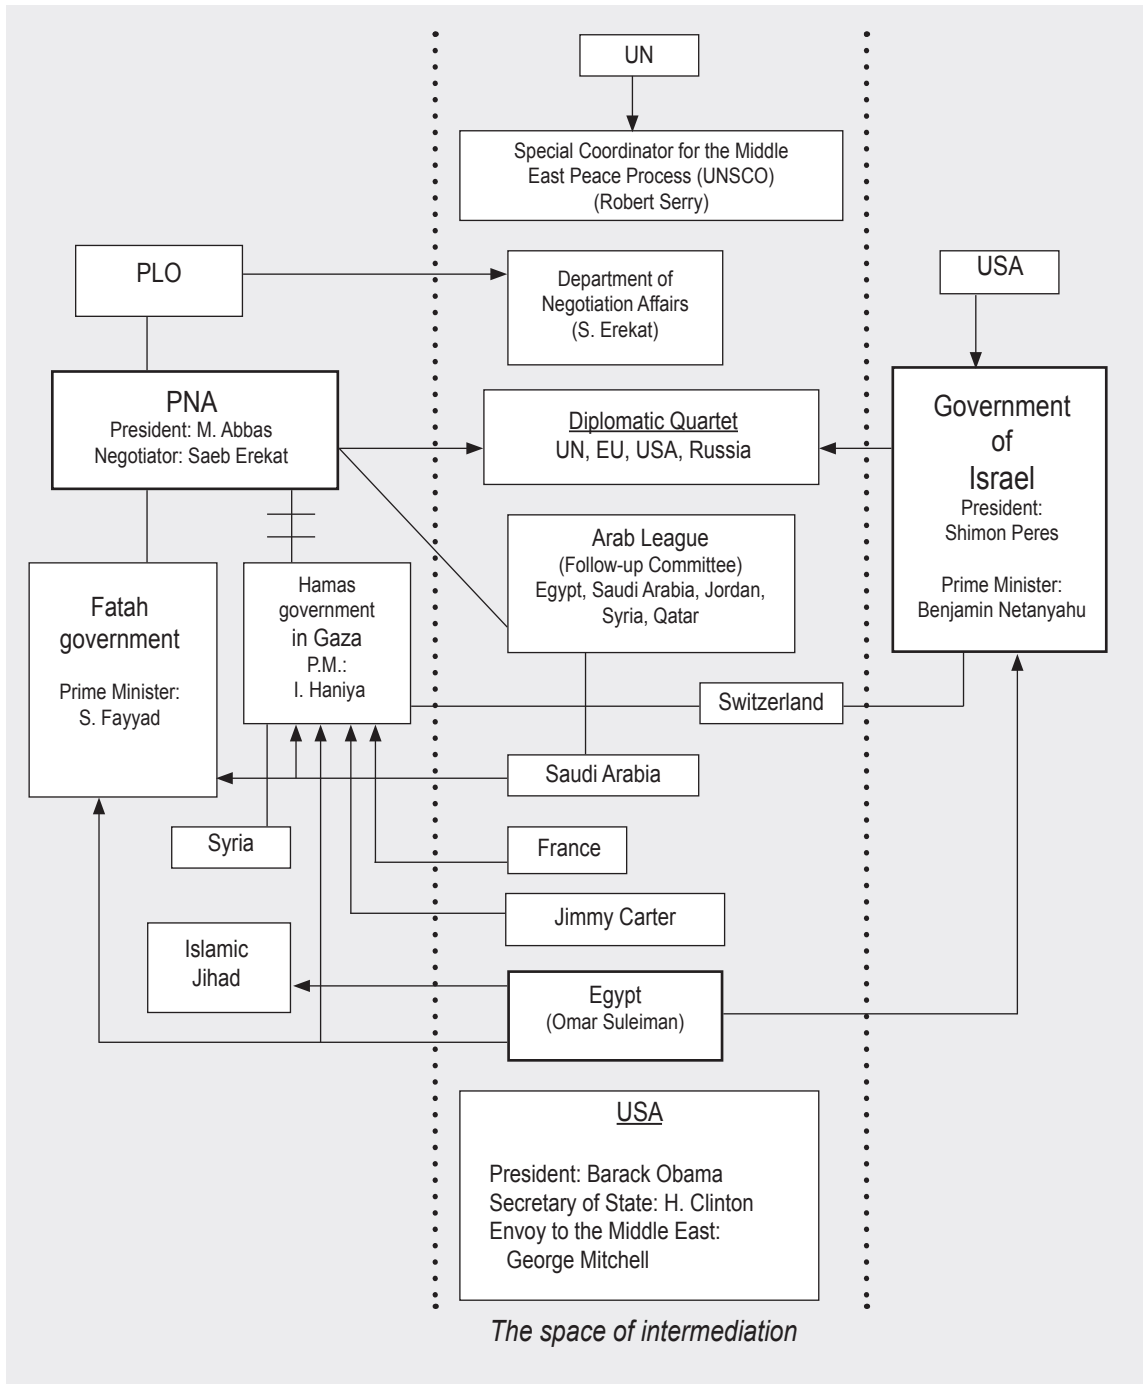 UN
Special Coordinator for the Middle
East Peace Process (UNSCO)
(Robert Serry)
PLO
Department of
Negotiation Affairs
(S. Erekat)
USA
PNA
President: M. Abbas
Negotiator: Saeb Erekat
Diplomatic Quartet
UN, EU, USA, Russia
Government
of
Israel
President:
Shimon Peres
Prime Minister:
Benjamin Netanyahu
Arab League
(Follow-up Committee)
Egypt, Saudi Arabia, Jordan,
Syria, Qatar
Fatah
government
Prime Minister:
S. Fayyad
Hamas
government
in Gaza
P.M.:
I. Haniya
Switzerland
Saudi Arabia
Syria
France
Jimmy Carter
Islamic
Jihad
Egypt
(Omar Suleiman)
USA
President: Barack Obama
Secretary of State: H. Clinton
Envoy to the Middle East:
George Mitchell
The space of intermediation